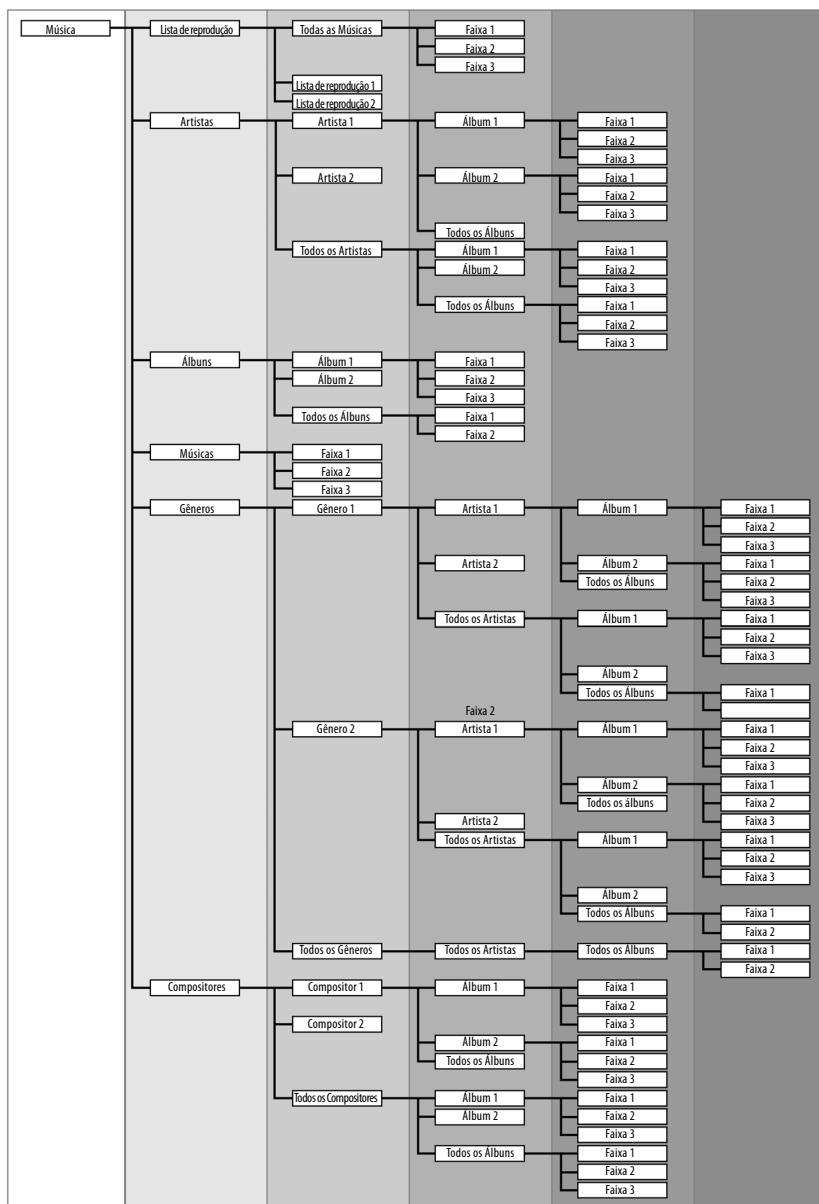 Música Lista de reprodução Todas as Músicas Faixa 1
Faixa 2
Faixa 3
Lista de reprodução 1
Lista de reprodução 2
Artistas Artista 1 Álbum 1 Faixa 1
Faixa 2
Faixa 3
Artista 2 Álbum 2 Faixa 1
Faixa 2
Faixa 3
Todos os Álbuns
Todos os Artistas Álbum 1 Faixa 1
Álbum 2 Faixa 2
Faixa 3
Todos os Álbuns Faixa 1
Faixa 2
Faixa 3
Álbuns Álbum 1 Faixa 1
Álbum 2 Faixa 2
Faixa 3
Todos os Álbuns Faixa 1
Faixa 2
Músicas Faixa 1
Faixa 2
Faixa 3
Gêneros Gênero 1 Artista 1 Álbum 1 Faixa 1
Faixa 2
Faixa 3
Artista 2 Álbum 2 Faixa 1
Todos os Álbuns Faixa 2
Faixa 3
Todos os Artistas Álbum 1 Faixa 1
Faixa 2
Faixa 3
Álbum 2
Todos os Álbuns Faixa 1
Faixa 2
Gênero 2 Artista 1 Álbum 1 Faixa 1
Faixa 2
Faixa 3
Álbum 2 Faixa 1
Todos os álbuns Faixa 2
Artista 2 Faixa 3
Todos os Artistas Álbum 1 Faixa 1
Faixa 2
Faixa 3
Álbum 2
Todos os Álbuns Faixa 1
Faixa 2
Todos os Gêneros Todos os Artistas Todos os Álbuns Faixa 1
Faixa 2
Compositores Compositor 1 Álbum 1 Faixa 1
Faixa 2
Compositor 2 Faixa 3
Álbum 2 Faixa 1
Todos os Álbuns Faixa 2
Faixa 3
Todos os Compositores Álbum 1 Faixa 1
Álbum 2 Faixa 2
Faixa 3
Todos os Álbuns Faixa 1
Faixa 2
Faixa 3